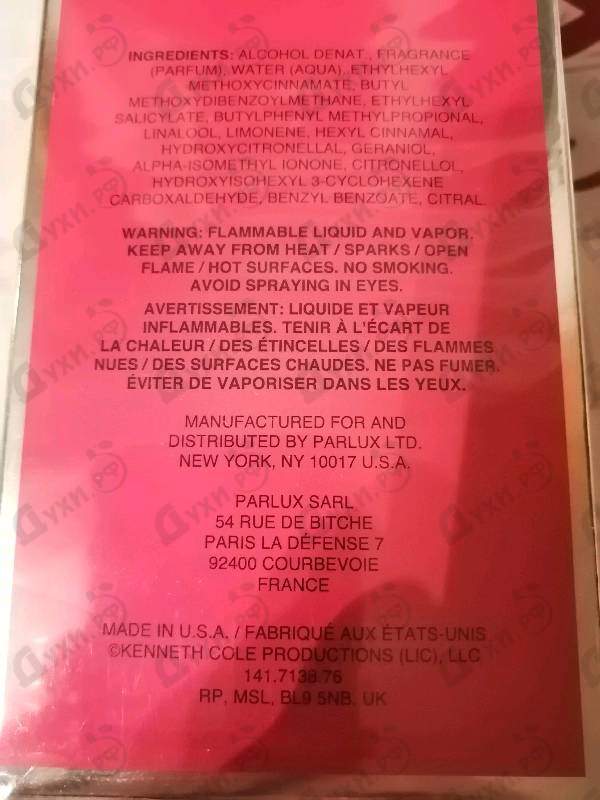 INGREDIENTS: ALCOHOL DENAT., FRAGRANCE
(PARFUM), WATER (AQUA), ETHYLHEXYL
METHOXYCINNAMATE, BUTYL
METHOXYDIBENZOYLMETHANE, ETHYLHEXYL
SALICYLATE, BUTYLPHENYL METHYLPROPIONAL,
LINALOOL, LIMONENE, HEXYL CINNAMAL,
HYDROXYCITRONELLAL, GERANIOL,
ALPHA-ISOMETHYL IONONE, CITRONELLOL,
HYDROXYISOHEXYL 3-CYCLOHEXENE
CARBOXALDEHYDE, BENZYL BENZOATE, CITRAL.
WARNING: FLAMMABLE LIQUID AND VAPOR.
KEEP AWAY FROM HEAT / SPARKS / OPEN
FLAME / HOT SURFACES. NO SMOKING.
AVOID SPRAYING IN EYES.
AVERTISSEMENT: LIQUIDE ET VAPEUR
INFLAMMABLES. TENIR À L'ÉCART DE
LA CHALEUR / DES ÉTINCELLES / DES FLAMMES
NUES / DES SURFACES CHAUDES. NE PAS FUMER.
ÉVITER DE VAPORISER DANS LES YEUX.
MANUFACTURED FOR AND
DISTRIBUTED BY PARLUX LTD.
NEW YORK, NY 10017 U.S.A.
PARLUX SARL
54 RUE DE BITCHE
PARIS LA DÉFENSE 7
92400 COURBEVOIE
FRANCE
MADE IN U.S.A. / FABRIQUÉ AUX ÉTATS-UNIS
©KENNETH COLE PRODUCTIONS (LIC), LLC
141.7138.76
RP, MSL, BL9 5NB. UK
Духи.рф